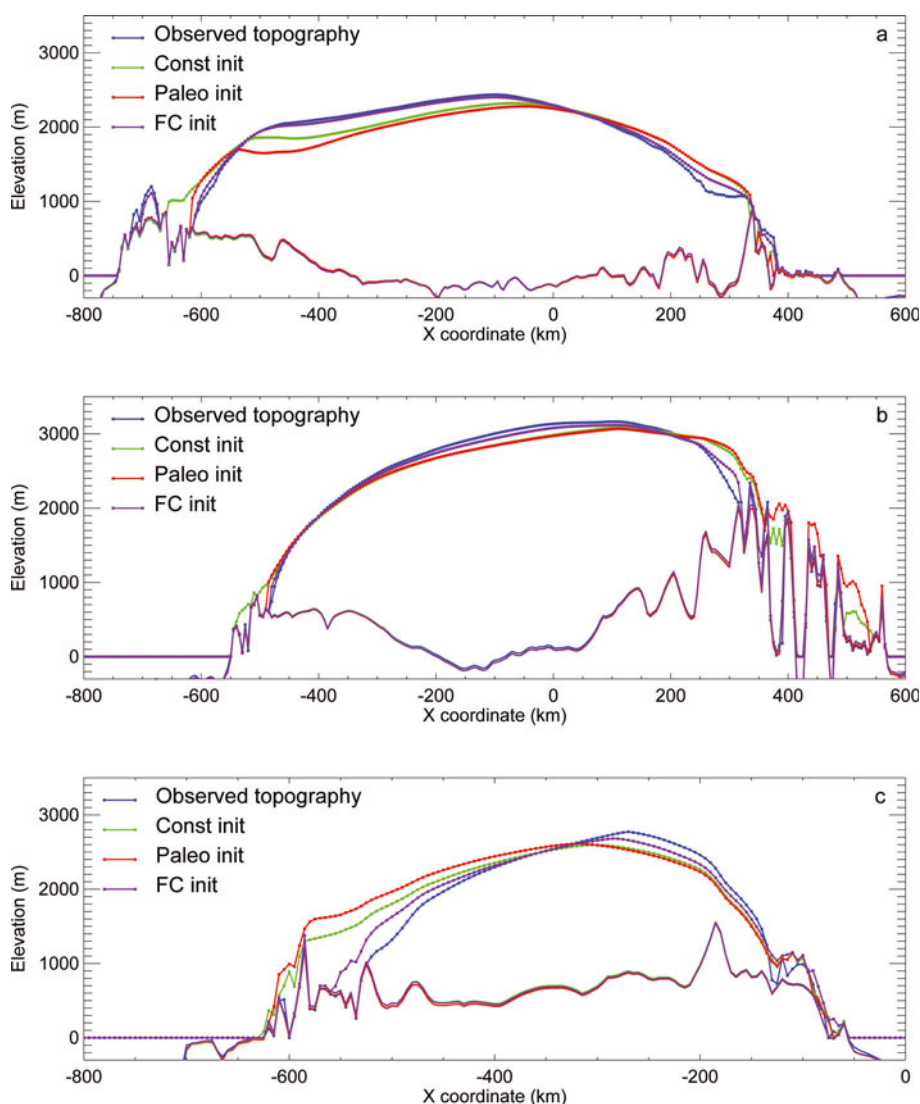 a
Observed topography
Const init
Paleo init
FC init
Elevation (m)
3000
2000
1000
0
-800 -600 -400 -200 0 200 400 600
X coordinate (km)
b
Observed topography
Const init
Paleo init
FC init
Elevation (m)
3000
2000
1000
0
-800 -600 -400 -200 0 200 400 600
X coordinate (km)
c
Observed topography
Const init
Paleo init
FC init
Elevation (m)
3000
2000
1000
0
-800 -600 -400 -200 0
X coordinate (km)